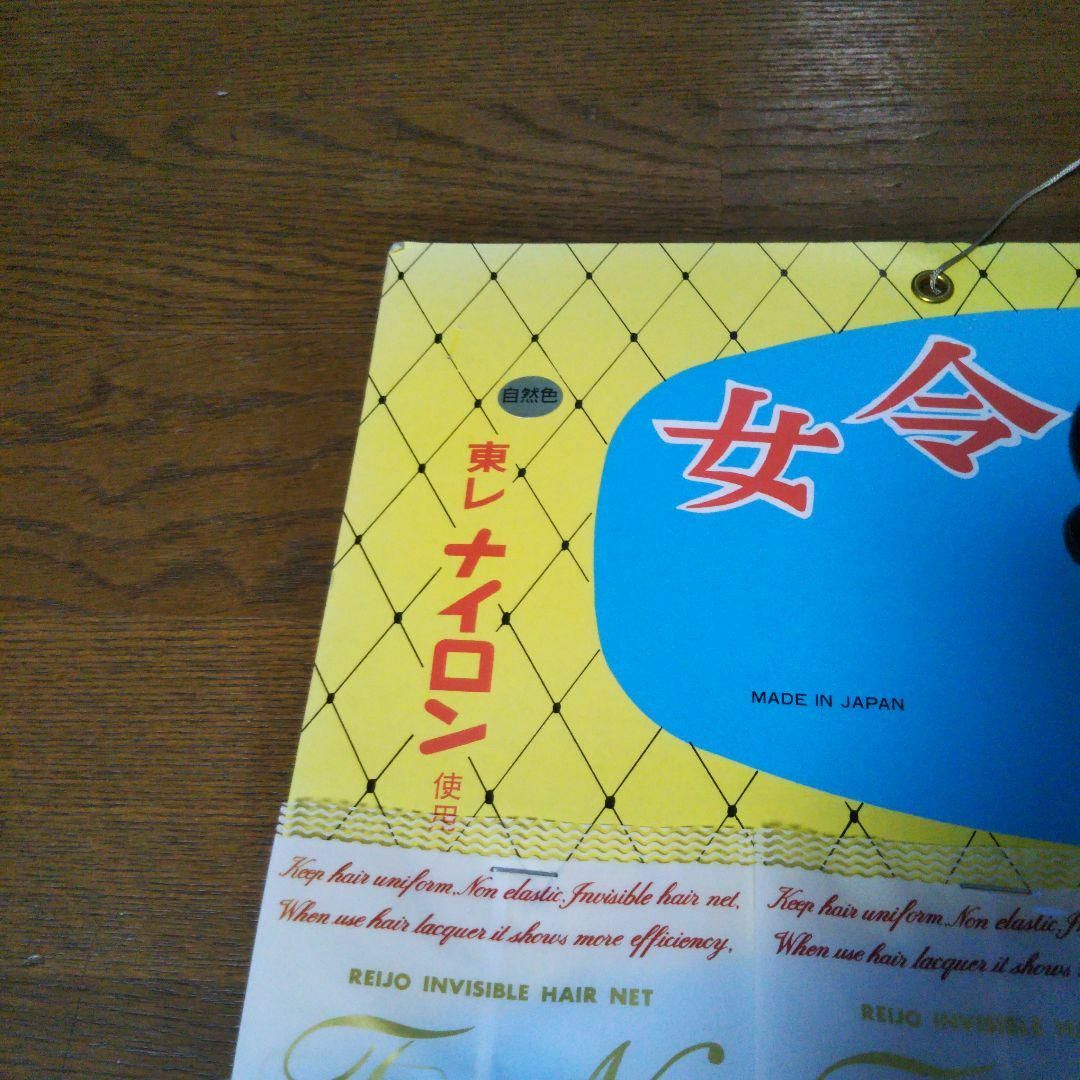 自然色
東レ
ナイロン
使用
女令
MADE IN JAPAN
Keep hair uniform. Non elastic. Invisible hair net.
When use hair lacquer it shows more efficiency.
REIJO INVISIBLE HAIR NET
Keep hair uniform. Non elastic.
When use hair lacquer it shows
REIJO INVISIBLE